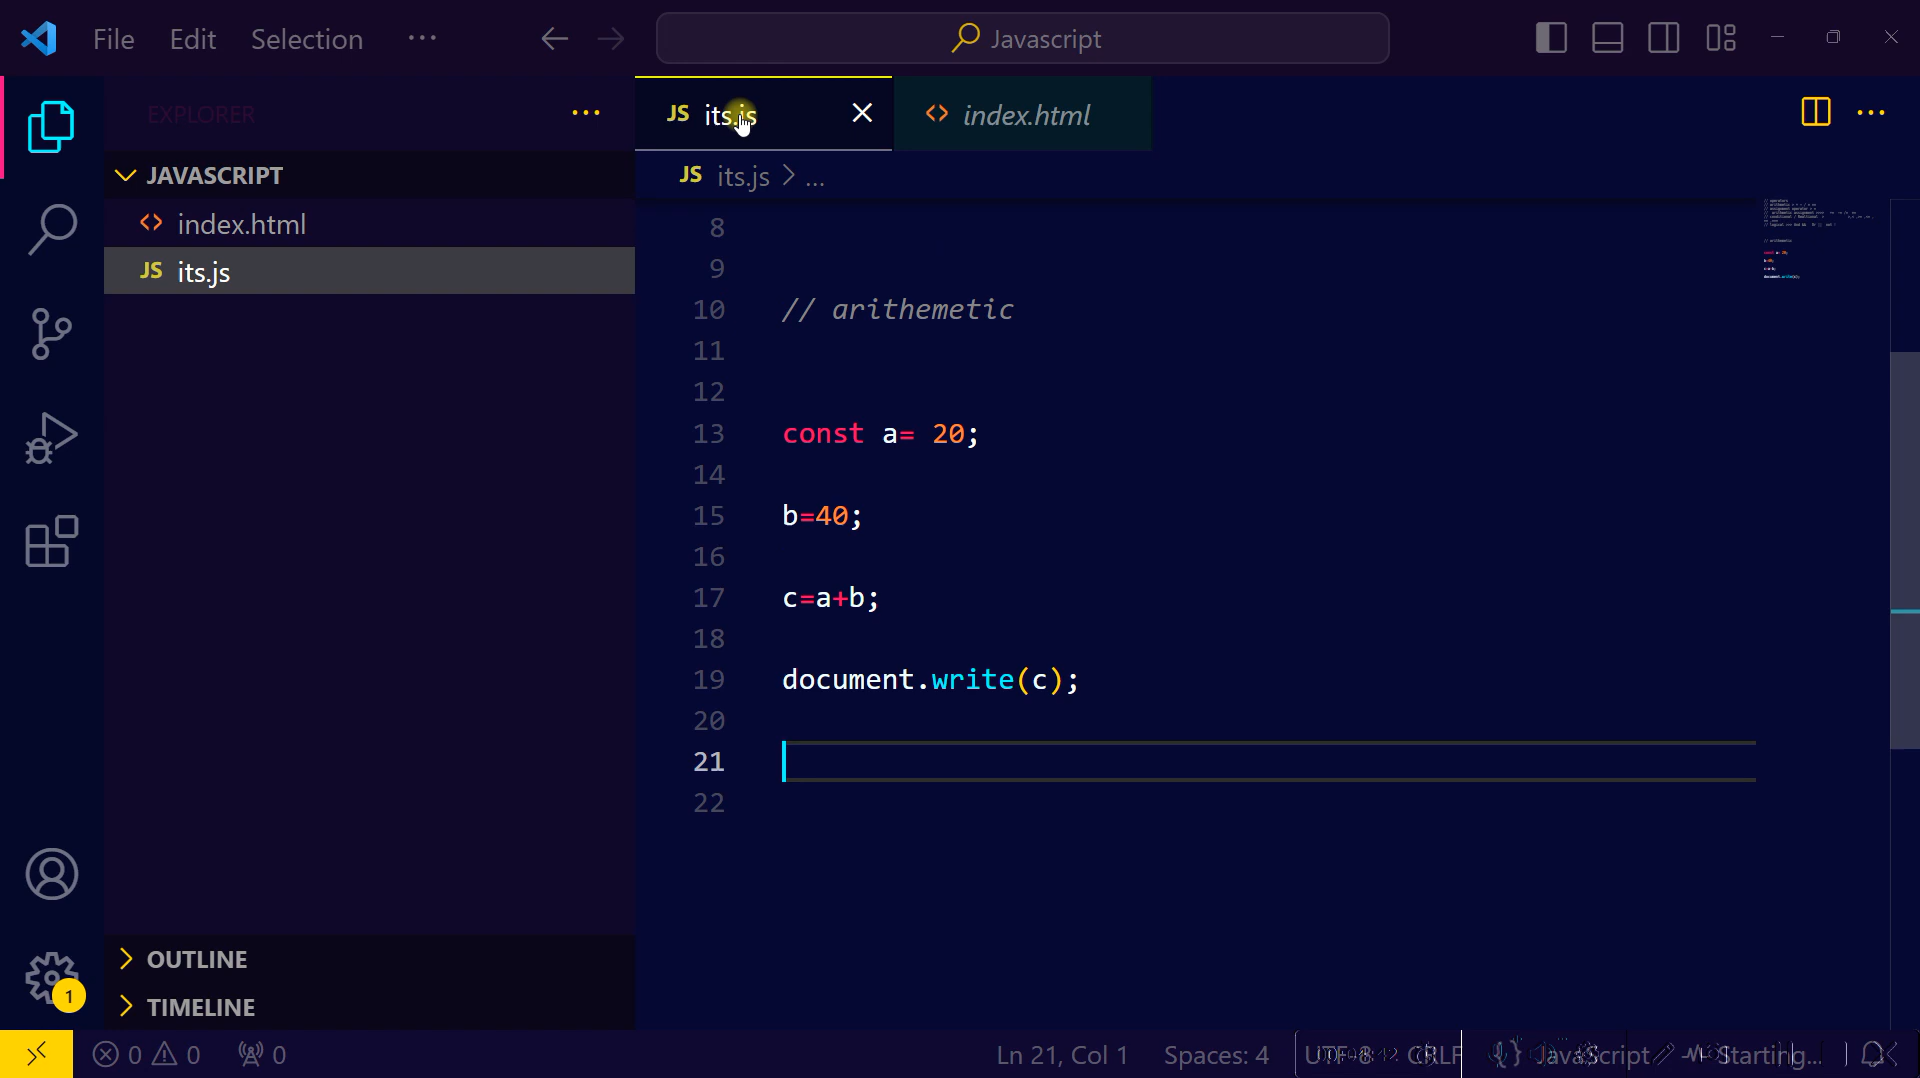 File Edit Selection ···
Javascript
EXPLORER ···
JS its.js
<> index.html
JAVASCRIPT
JS its.js > ...
<> index.html
JS its.js
8
9
10 // arithemetic
11
12
13 const a= 20;
14
15 b=40;
16
17 c=a+b;
18
19 document.write(c);
20
21
22
OUTLINE
1
TIMELINE
0 0 0 Ln 21, Col 1 Spaces: 4 UTF-8 CRLF {} JavaScript Starting...